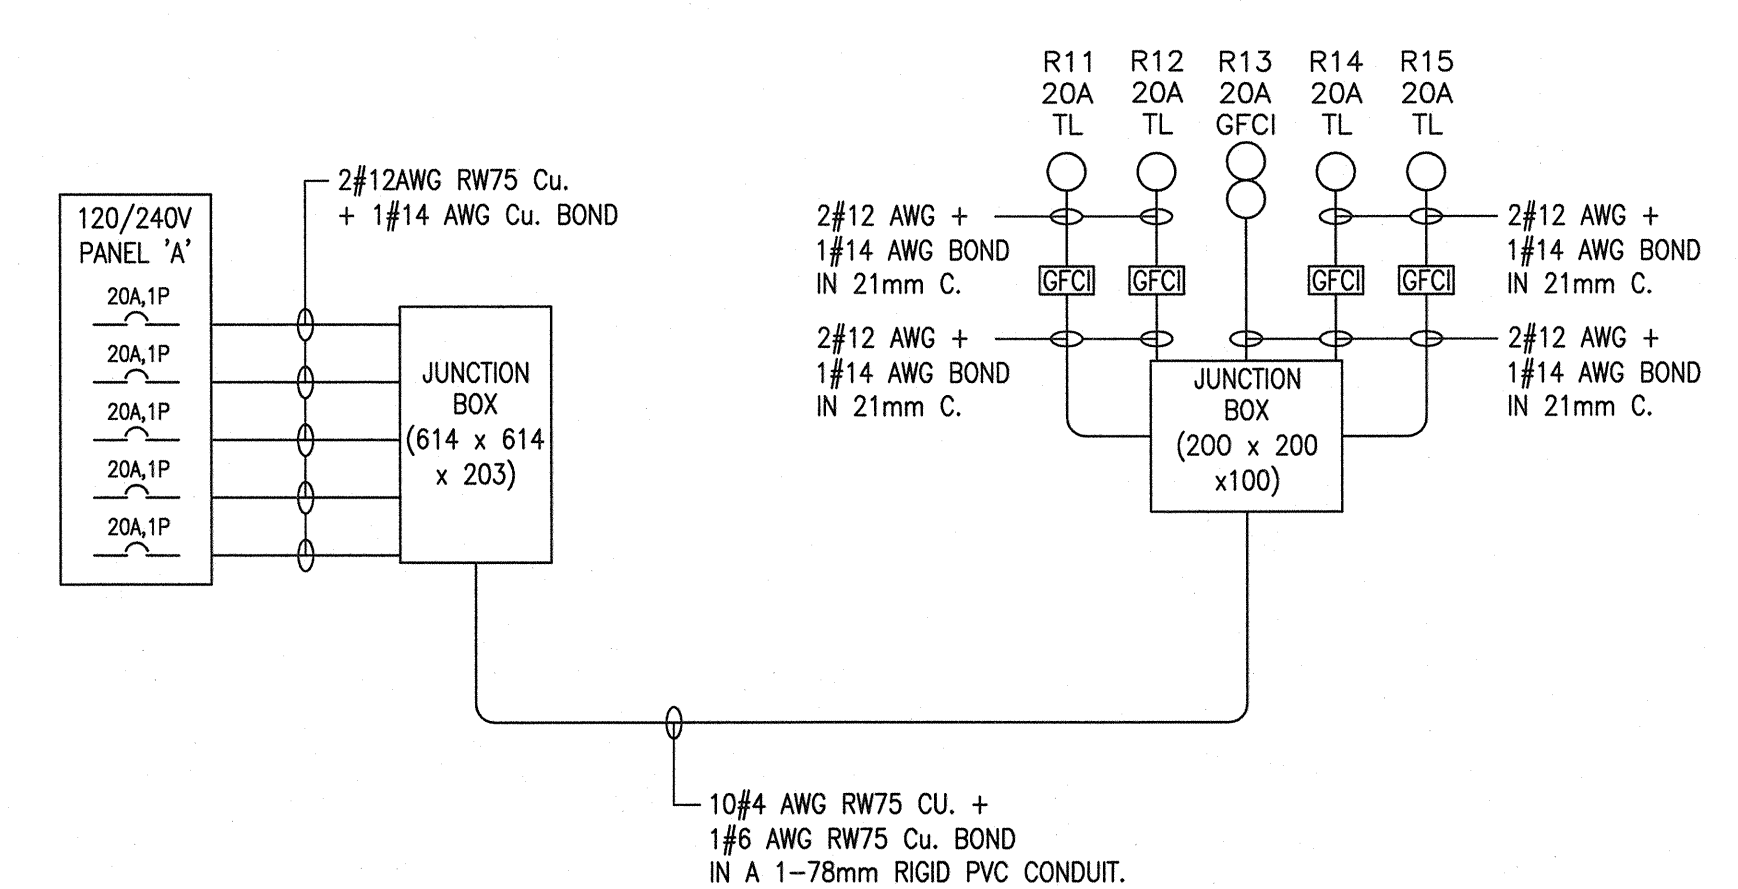 120/240V
PANEL 'A'
20A,1P
20A,1P
20A,1P
20A,1P
20A,1P
2#12AWG RW75 Cu.
+ 1#14 AWG Cu. BOND
JUNCTION
BOX
(614 x 614
x 203)
10#4 AWG RW75 CU. +
1#6 AWG RW75 Cu. BOND
IN A 1-78mm RIGID PVC CONDUIT.
R11
20A
TL
R12
20A
TL
R13
20A
GFCI
R14
20A
TL
R15
20A
TL
2#12 AWG +
1#14 AWG BOND
IN 21mm C.
2#12 AWG +
1#14 AWG BOND
IN 21mm C.
GFCI
GFCI
GFCI
GFCI
2#12 AWG +
1#14 AWG BOND
IN 21mm C.
2#12 AWG +
1#14 AWG BOND
IN 21mm C.
JUNCTION
BOX
(200 x 200
x100)